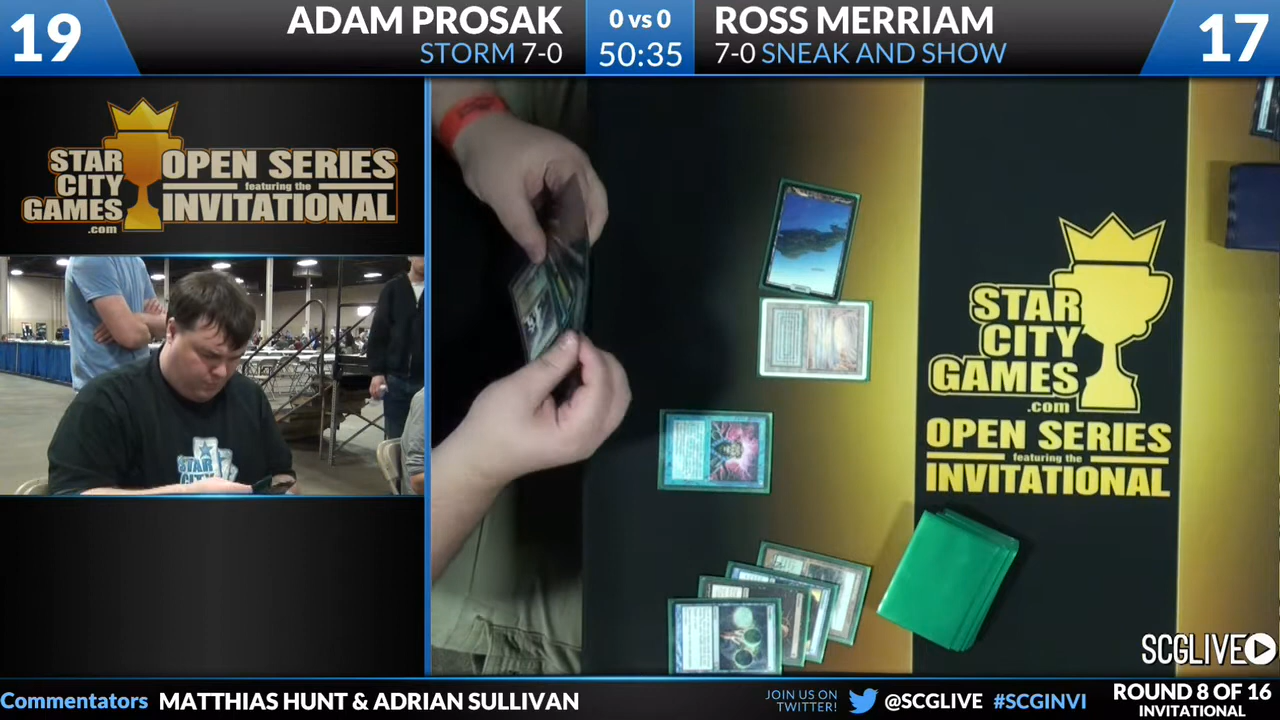 19
ADAM PROSAK
STORM 7-0
0 vs 0
50:35
ROSS MERRIAM
7-0 SNEAK AND SHOW
17
STAR
CITY
GAMES
.com
OPEN SERIES
featuring the
INVITATIONAL
STAR
CITY
STAR
CITY
GAMES
.com
OPEN SERIES
featuring the
INVITATIONAL
SCGLIVE
Commentators MATTHIAS HUNT & ADRIAN SULLIVAN
JOIN US ON
TWITTER!
@SCGLIVE #SCGINVI
ROUND 8 OF 16
INVITATIONAL